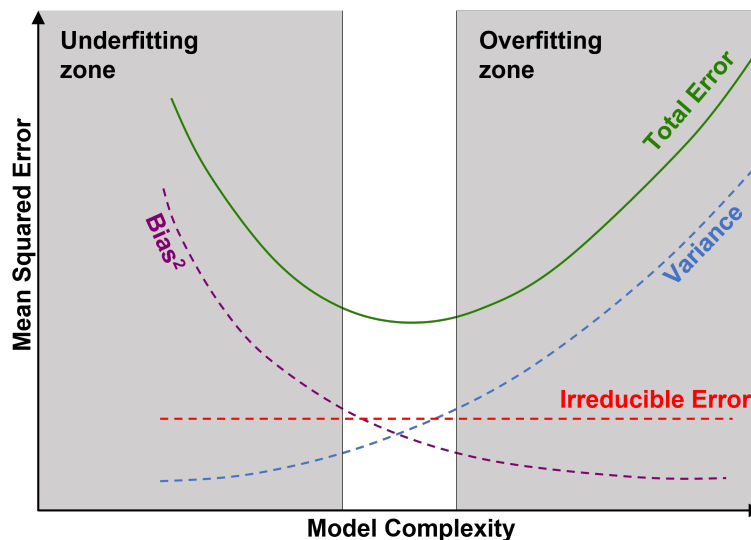 Underfitting
zone
Overfitting
zone
Total Error
Bias²
Variance
Irreducible Error
Mean Squared Error
Model Complexity